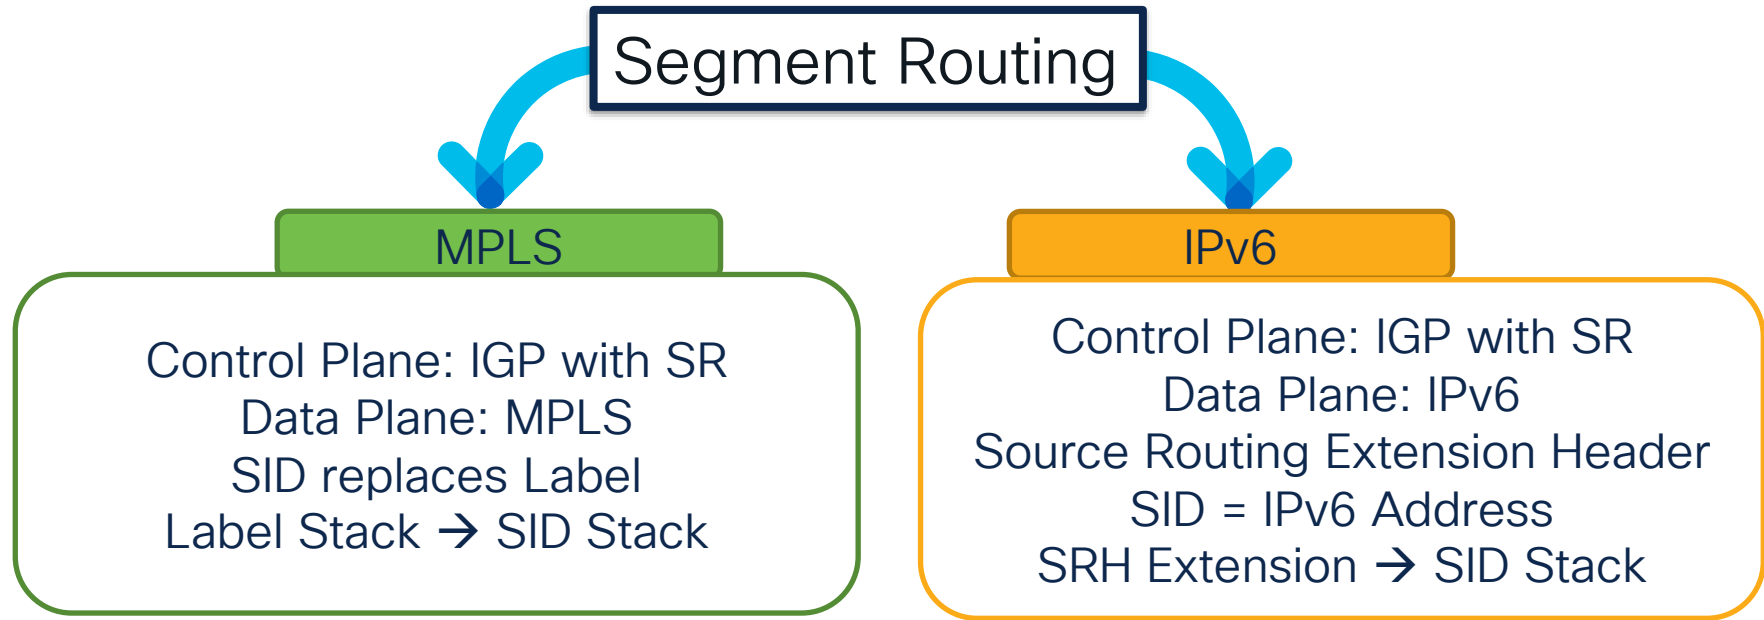 Segment Routing
MPLS
Control Plane: IGP with SR
Data Plane: MPLS
SID replaces Label
Label Stack → SID Stack
IPv6
Control Plane: IGP with SR
Data Plane: IPv6
Source Routing Extension Header
SID = IPv6 Address
SRH Extension → SID Stack